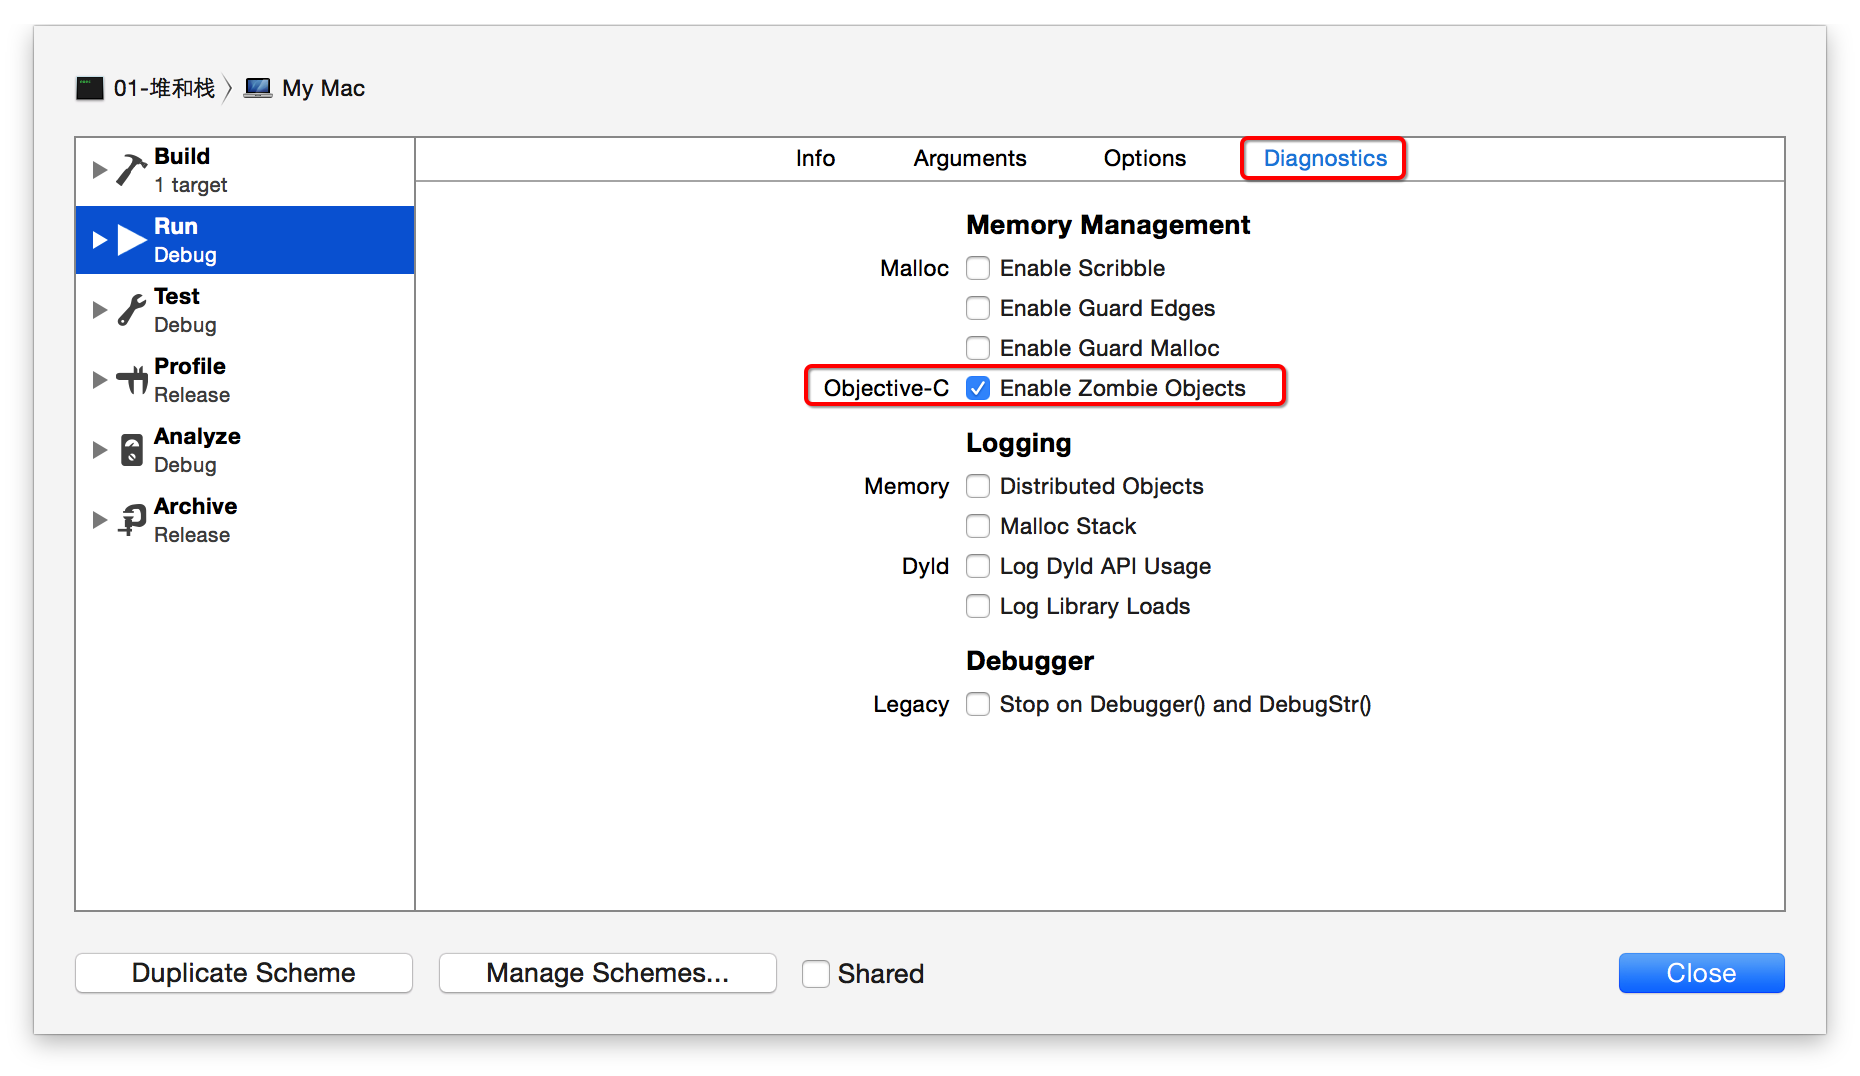 01-堆和栈 My Mac
Build
1 target
Run
Debug
Test
Debug
Profile
Release
Analyze
Debug
Archive
Release
Info Arguments Options Diagnostics
Memory Management
Malloc Enable Scribble
Enable Guard Edges
Enable Guard Malloc
Objective-C Enable Zombie Objects
Logging
Memory Distributed Objects
Malloc Stack
Dyld Log Dyld API Usage
Log Library Loads
Debugger
Legacy Stop on Debugger() and DebugStr()
Duplicate Scheme Manage Schemes... Shared Close